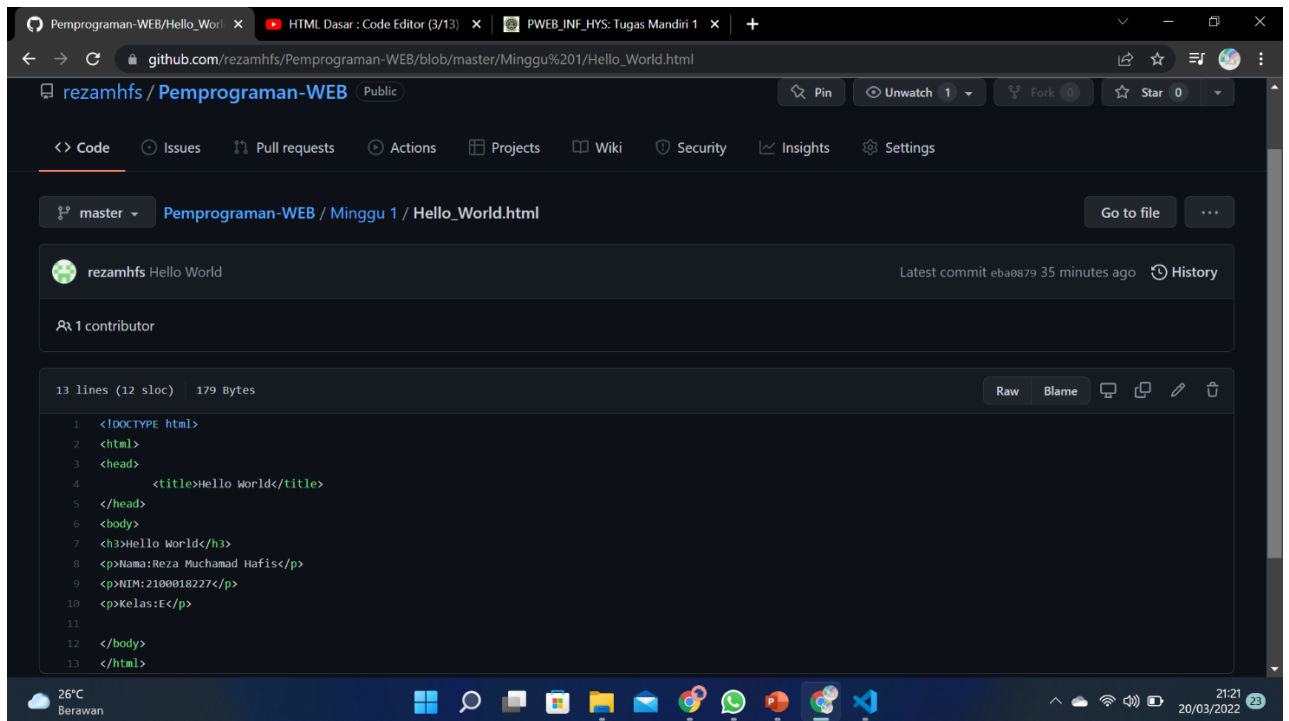 Pemprograman-WEB/Hello_Worl
HTML Dasar : Code Editor (3/13)
PWEB_INF_HYS: Tugas Mandiri 1
github.com/rezamhfs/Pemprograman-WEB/blob/master/Minggu%201/Hello_World.html
rezamhfs / Pemprograman-WEB Public
Pin Unwatch 1 Fork 0 Star 0
<> Code Issues Pull requests Actions Projects Wiki Security Insights Settings
master Pemprograman-WEB / Minggu 1 / Hello_World.html Go to file ...
rezamhfs Hello World Latest commit eba0879 35 minutes ago History
1 contributor
13 lines (12 sloc) 179 Bytes Raw Blame
1 <!DOCTYPE html>
2 <html>
3 <head>
4 <title>Hello World</title>
5 </head>
6 <body>
7 <h3>Hello World</h3>
8 <p>Nama:Reza Muchamad Hafis</p>
9 <p>NIM:2100018227</p>
10 <p>Kelas:E</p>
11
12 </body>
13 </html>
26°C
Berawan
21:21
20/03/2022
23